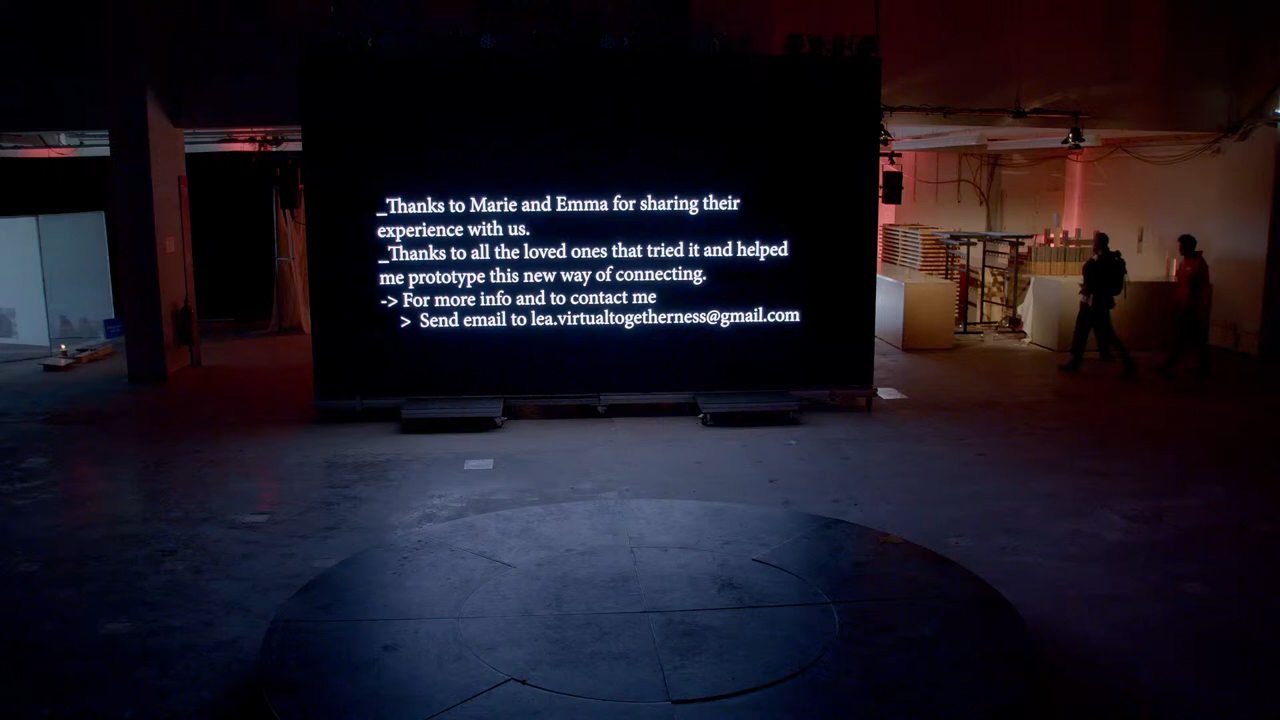 _Thanks to Marie and Emma for sharing their
experience with us.
_Thanks to all the loved ones that tried it and helped
me prototype this new way of connecting.
-> For more info and to contact me
> Send email to lea.virtualtogetherness@gmail.com